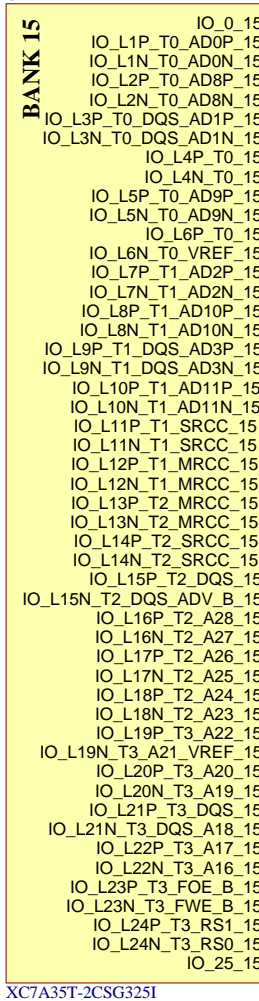 BANK 15
IO_0_15
IO_L1P_T0_AD0P_15
IO_L1N_T0_AD0N_15
IO_L2P_T0_AD8P_15
IO_L2N_T0_AD8N_15
IO_L3P_T0_DQS_AD1P_15
IO_L3N_T0_DQS_AD1N_15
IO_L4P_T0_15
IO_L4N_T0_15
IO_L5P_T0_AD9P_15
IO_L5N_T0_AD9N_15
IO_L6P_T0_15
IO_L6N_T0_VREF_15
IO_L7P_T1_AD2P_15
IO_L7N_T1_AD2N_15
IO_L8P_T1_AD10P_15
IO_L8N_T1_AD10N_15
IO_L9P_T1_DQS_AD3P_15
IO_L9N_T1_DQS_AD3N_15
IO_L10P_T1_AD11P_15
IO_L10N_T1_AD11N_15
IO_L11P_T1_SRCC_15
IO_L11N_T1_SRCC_15
IO_L12P_T1_MRCC_15
IO_L12N_T1_MRCC_15
IO_L13P_T2_MRCC_15
IO_L13N_T2_MRCC_15
IO_L14P_T2_SRCC_15
IO_L14N_T2_SRCC_15
IO_L15P_T2_DQS_15
IO_L15N_T2_DQS_ADV_B_15
IO_L16P_T2_A28_15
IO_L16N_T2_A27_15
IO_L17P_T2_A26_15
IO_L17N_T2_A25_15
IO_L18P_T2_A24_15
IO_L18N_T2_A23_15
IO_L19P_T3_A22_15
IO_L19N_T3_A21_VREF_15
IO_L20P_T3_A20_15
IO_L20N_T3_A19_15
IO_L21P_T3_DQS_15
IO_L21N_T3_DQS_A18_15
IO_L22P_T3_A17_15
IO_L22N_T3_A16_15
IO_L23P_T3_FOE_B_15
IO_L23N_T3_FWE_B_15
IO_L24P_T3_RS1_15
IO_L24N_T3_RS0_15
IO_25_15
XC7A35T-2CSG325I